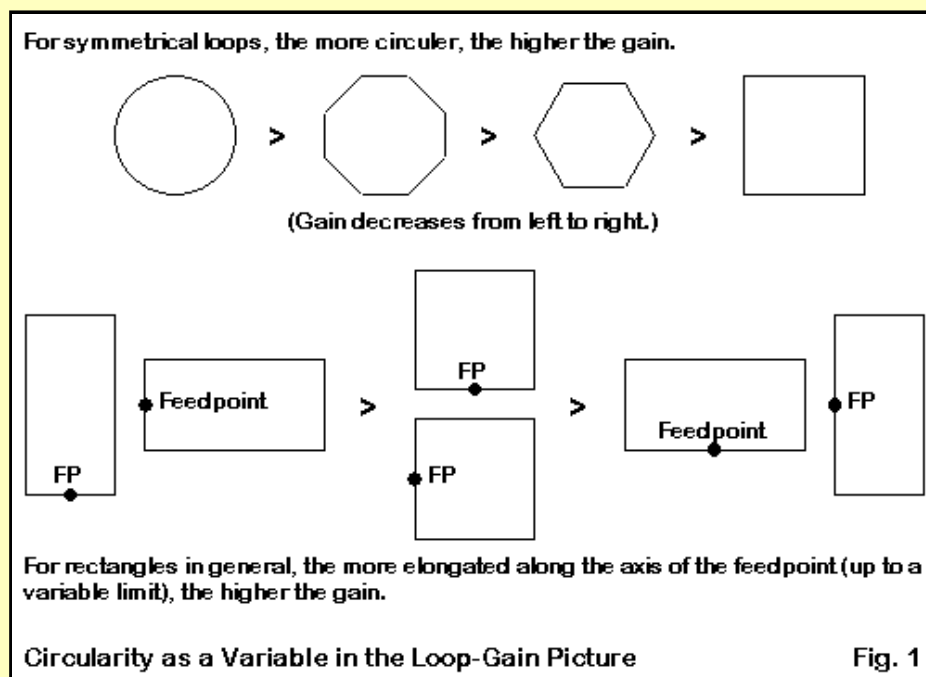 For symmetrical loops, the more circuler, the higher the gain.
> > >
(Gain decreases from left to right.)
FP
Feedpoint
>
FP
FP
>
Feedpoint
FP
For rectangles in general, the more elongated along the axis of the feedpoint (up to a
variable limit), the higher the gain.
Circularity as a Variable in the Loop-Gain Picture Fig. 1